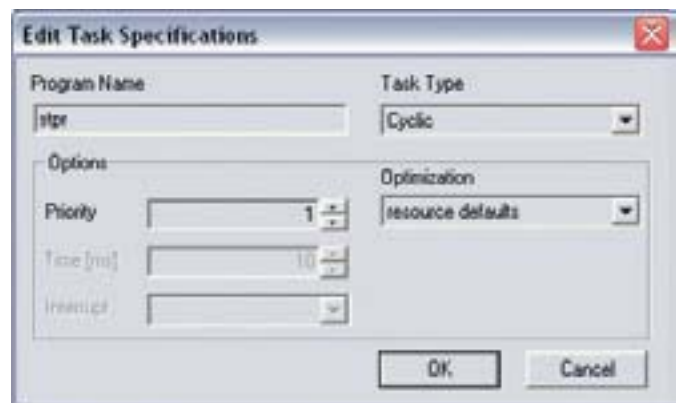 Edit Task Specifications
Program Name
stpr
Task Type
Cyclic
Options
Priority
1
Time [ms]
10
Interrupt
Optimization
resource defaults
OK
Cancel